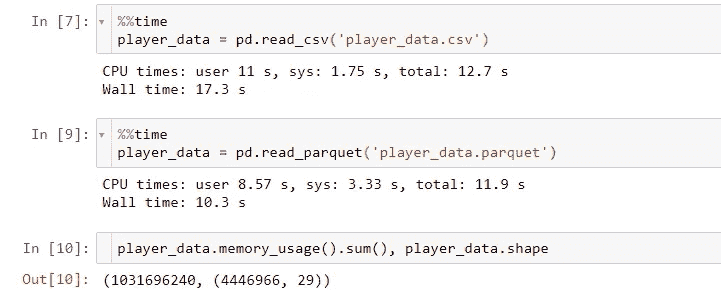 In [7]: %%time
player_data = pd.read_csv('player_data.csv')
CPU times: user 11 s, sys: 1.75 s, total: 12.7 s
Wall time: 17.3 s
In [9]: %%time
player_data = pd.read_parquet('player_data.parquet')
CPU times: user 8.57 s, sys: 3.33 s, total: 11.9 s
Wall time: 10.3 s
In [10]: player_data.memory_usage().sum(), player_data.shape
Out[10]: (1031696240, (4446966, 29))